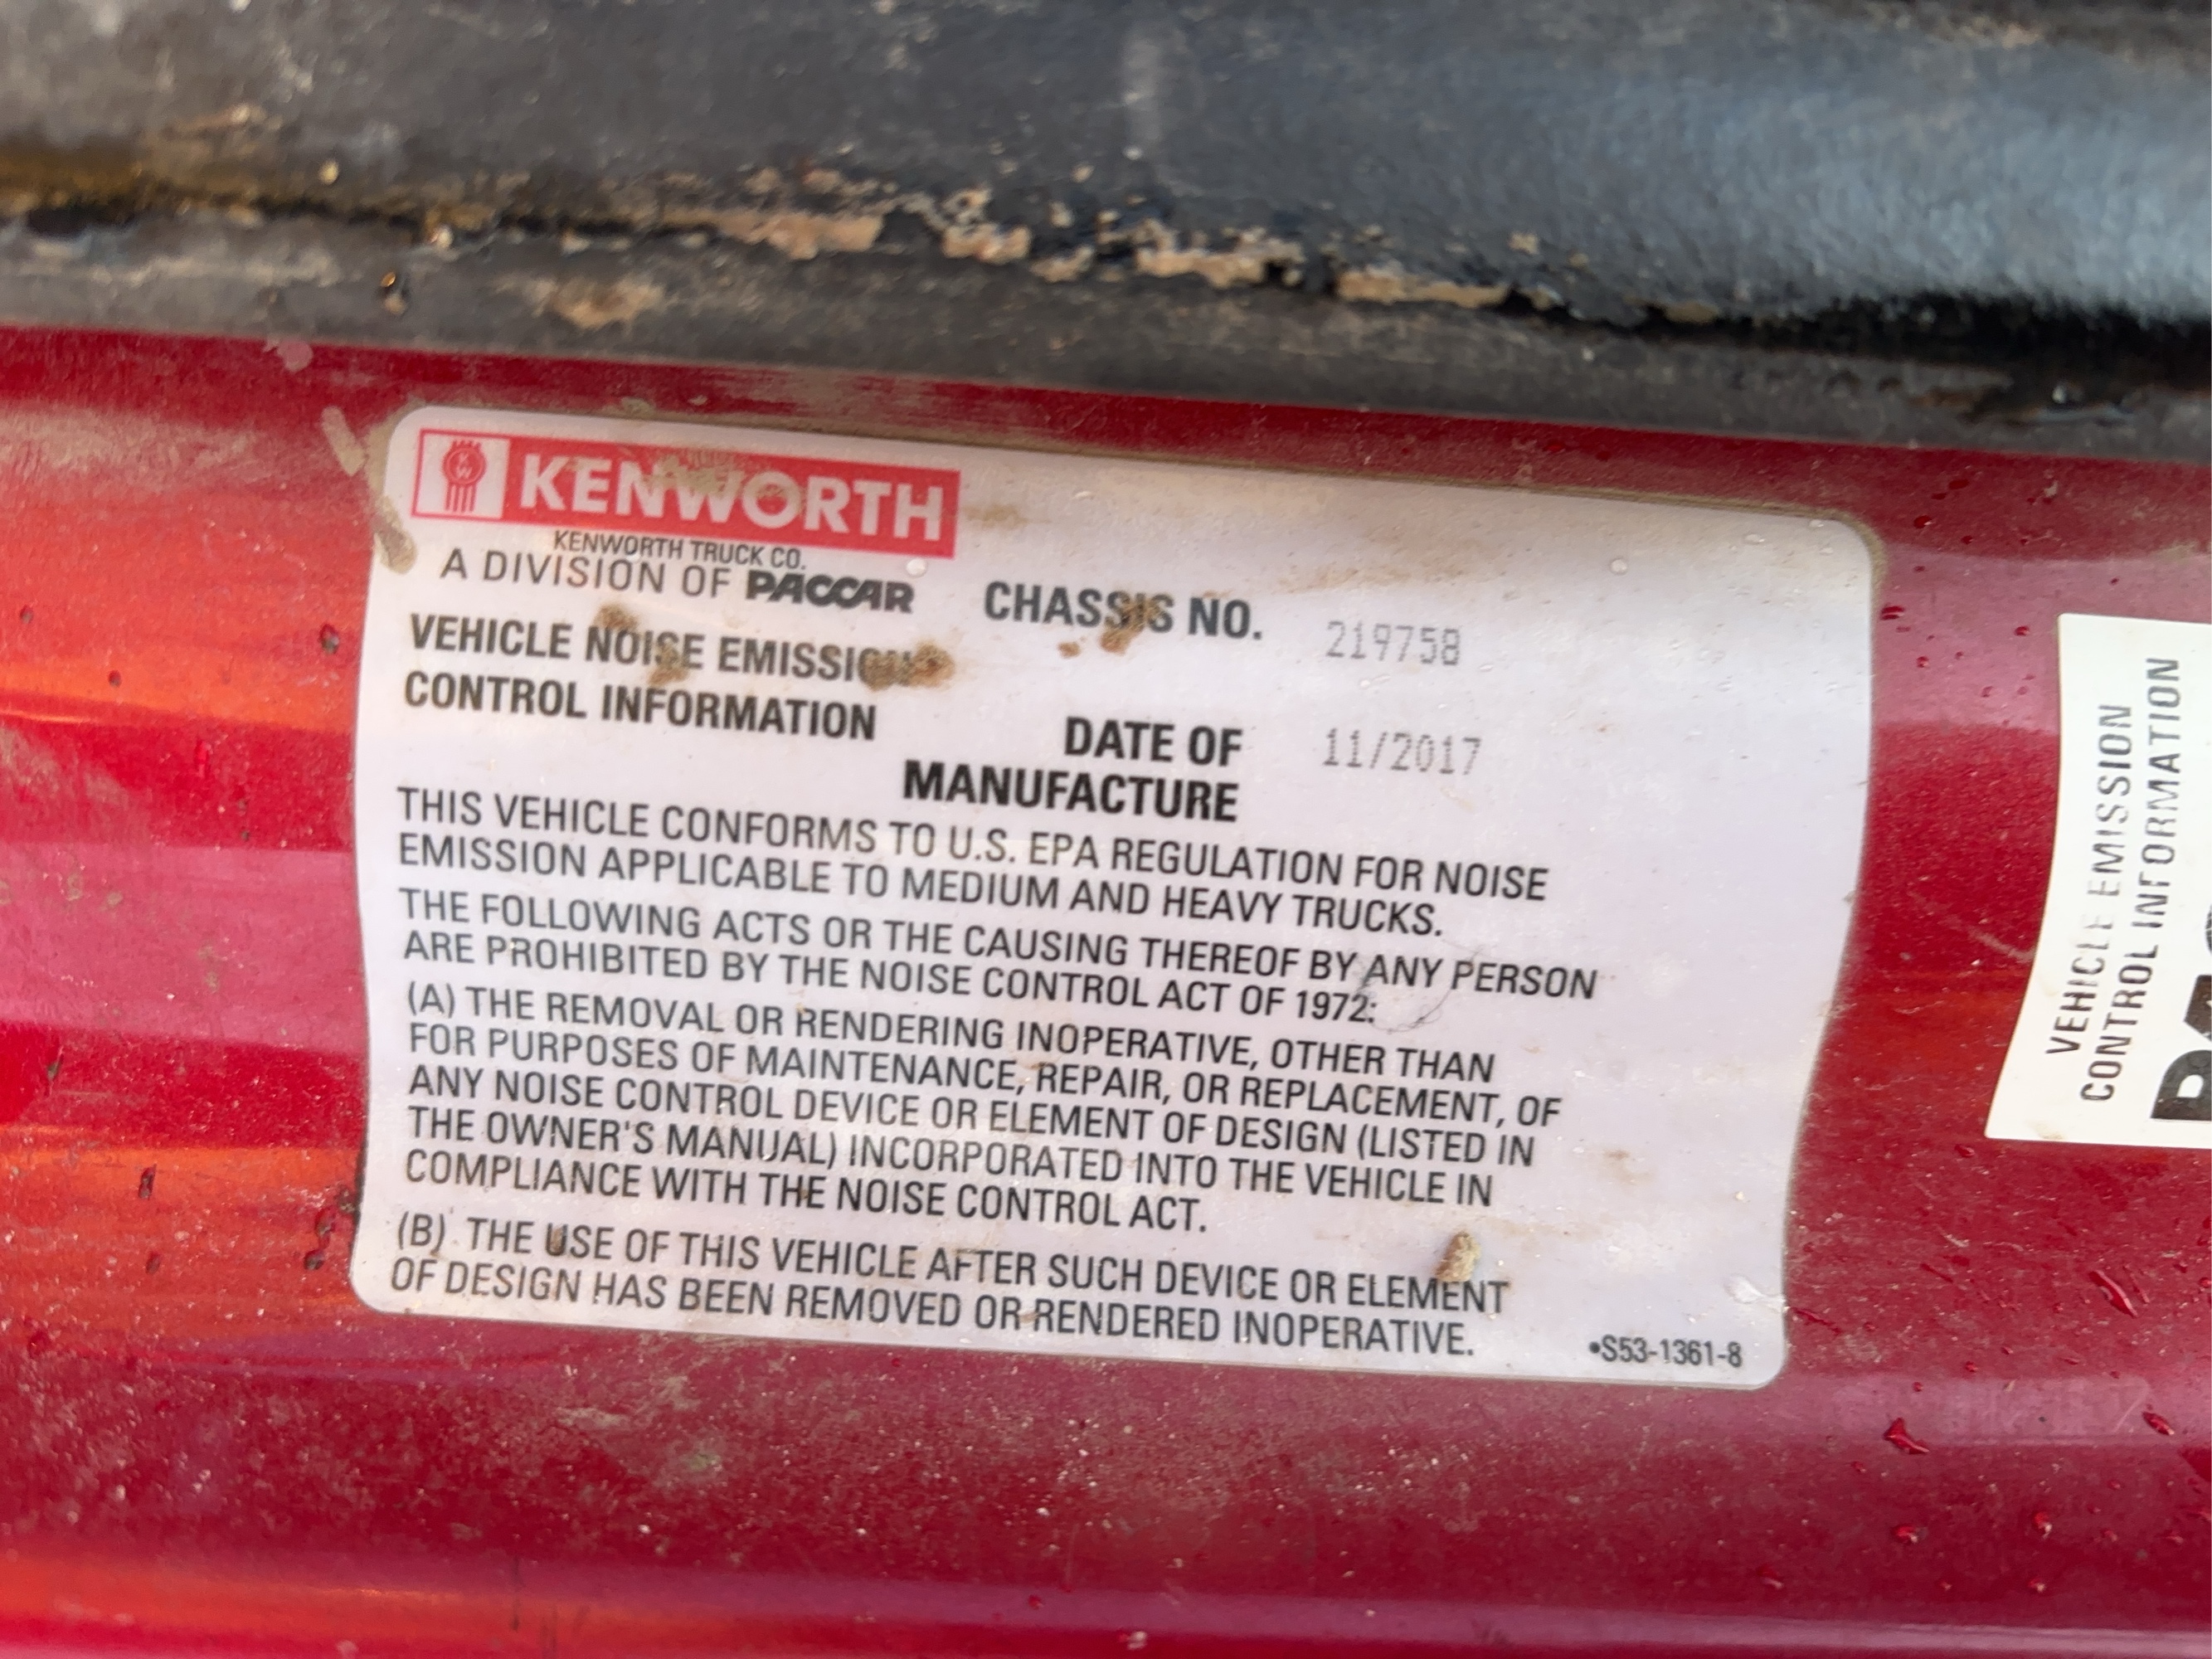 KENWORTH
KENWORTH TRUCK CO.
A DIVISION OF PACCAR
CHASSIS NO. 219758
VEHICLE NOISE EMISSION
CONTROL INFORMATION
DATE OF
MANUFACTURE
11/2017
THIS VEHICLE CONFORMS TO U.S. EPA REGULATION FOR NOISE
EMISSION APPLICABLE TO MEDIUM AND HEAVY TRUCKS.
THE FOLLOWING ACTS OR THE CAUSING THEREOF BY ANY PERSON
ARE PROHIBITED BY THE NOISE CONTROL ACT OF 1972:
(A) THE REMOVAL OR RENDERING INOPERATIVE, OTHER THAN
FOR PURPOSES OF MAINTENANCE, REPAIR, OR REPLACEMENT, OF
ANY NOISE CONTROL DEVICE OR ELEMENT OF DESIGN (LISTED IN
THE OWNER'S MANUAL) INCORPORATED INTO THE VEHICLE IN
COMPLIANCE WITH THE NOISE CONTROL ACT.
(B) THE USE OF THIS VEHICLE AFTER SUCH DEVICE OR ELEMENT
OF DESIGN HAS BEEN REMOVED OR RENDERED INOPERATIVE.
•S53-1361-8
VEHICLE EMISSION
CONTROL INFORMATION